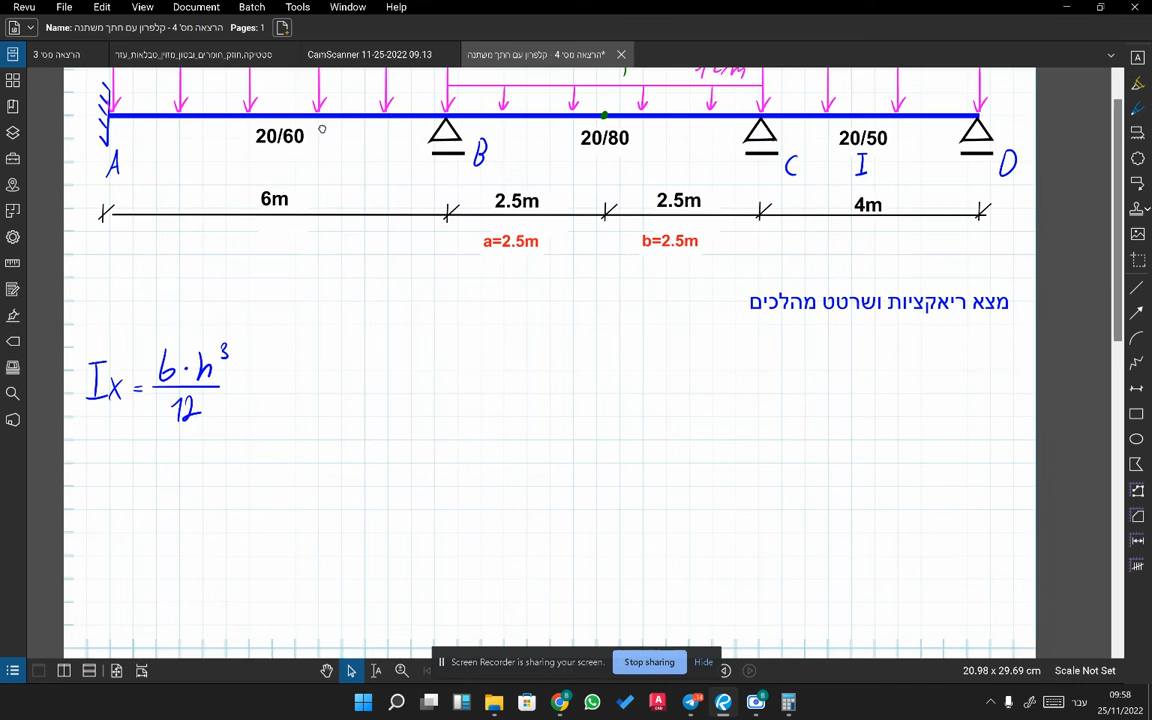 Revu File Edit View Document Batch Tools Window Help
Name: הרצאה מס' 4 - קלפרון עם חתך משתנה Pages: 1
הרצאה מס' 3
סטטיקה,חוזק,חומרים,ובטון,מזוין_טבלאות_עזר
CamScanner 11-25-2022 09.13
הרצאה מס' 4 - קלפרון עם חתך משתנה*
20/60 20/80 20/50
A B C I D
6m 2.5m 2.5m 4m
a=2.5m b=2.5m
מצא ריאקציות ושרטט מהלכים
Ix = b·h³
12
Screen Recorder is sharing your screen. Stop sharing Hide
20.98 x 29.69 cm Scale Not Set
עבר 09:58
25/11/2022